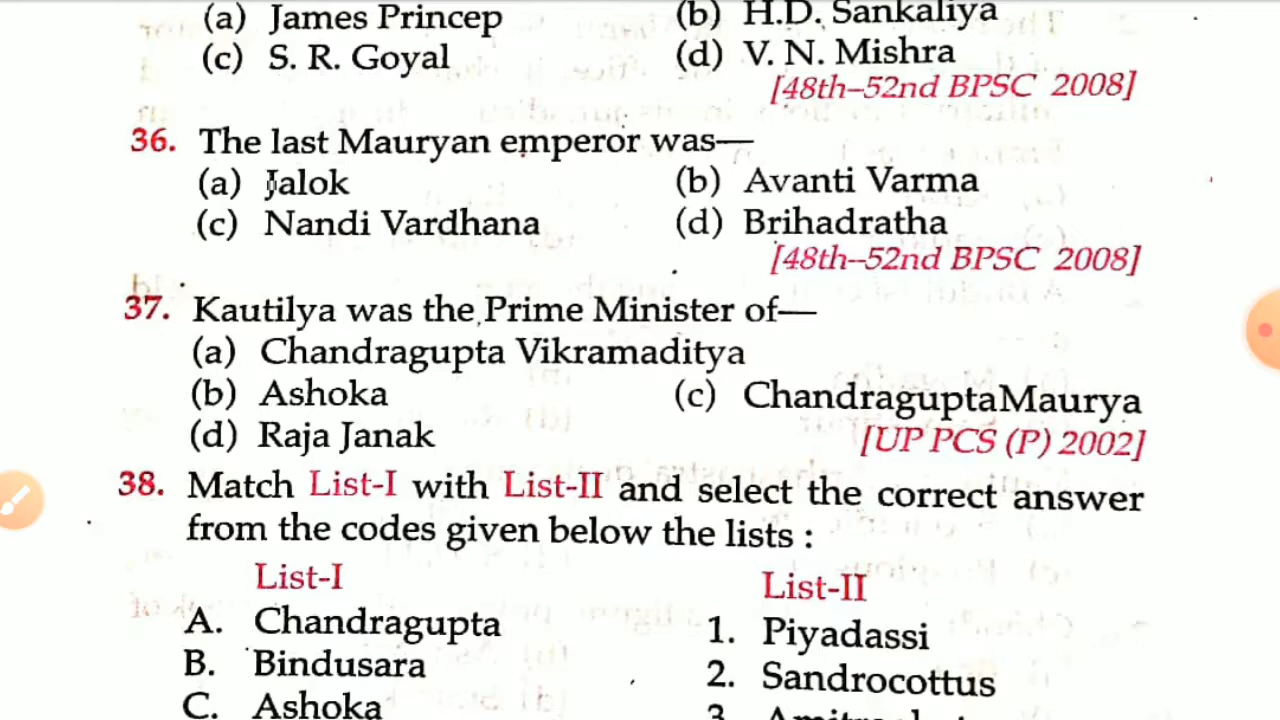 (a) James Princep (b) H.D. Sankaliya
(c) S. R. Goyal (d) V. N. Mishra
[48th–52nd BPSC 2008]
36. The last Mauryan emperor was—
(a) Jalok (b) Avanti Varma
(c) Nandi Vardhana (d) Brihadratha
[48th–52nd BPSC 2008]
37. Kautilya was the Prime Minister of—
(a) Chandragupta Vikramaditya
(b) Ashoka (c) Chandragupta Maurya
(d) Raja Janak [UP PCS (P) 2002]
38. Match List-I with List-II and select the correct answer
from the codes given below the lists :
List-I List-II
A. Chandragupta 1. Piyadassi
B. Bindusara 2. Sandrocottus
C. Ashoka 3.